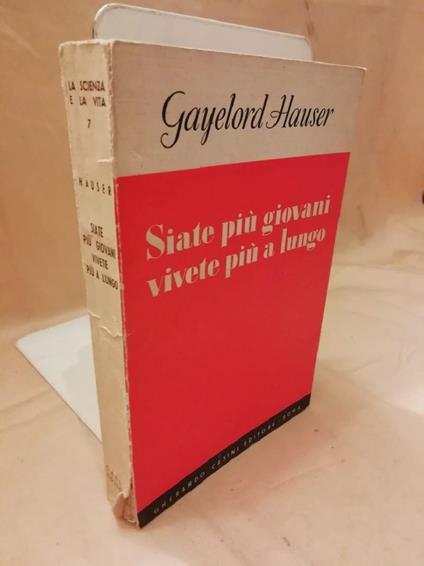 LA SCIENZA
E LA VITA
7
HAUSER
SIATE
PIÙ GIOVANI
VIVETE
PIÙ A LUNGO
Gayelord Hauser
Siate più giovani
vivete più a lungo
GHERARDO CASINI EDITORE · ROMA